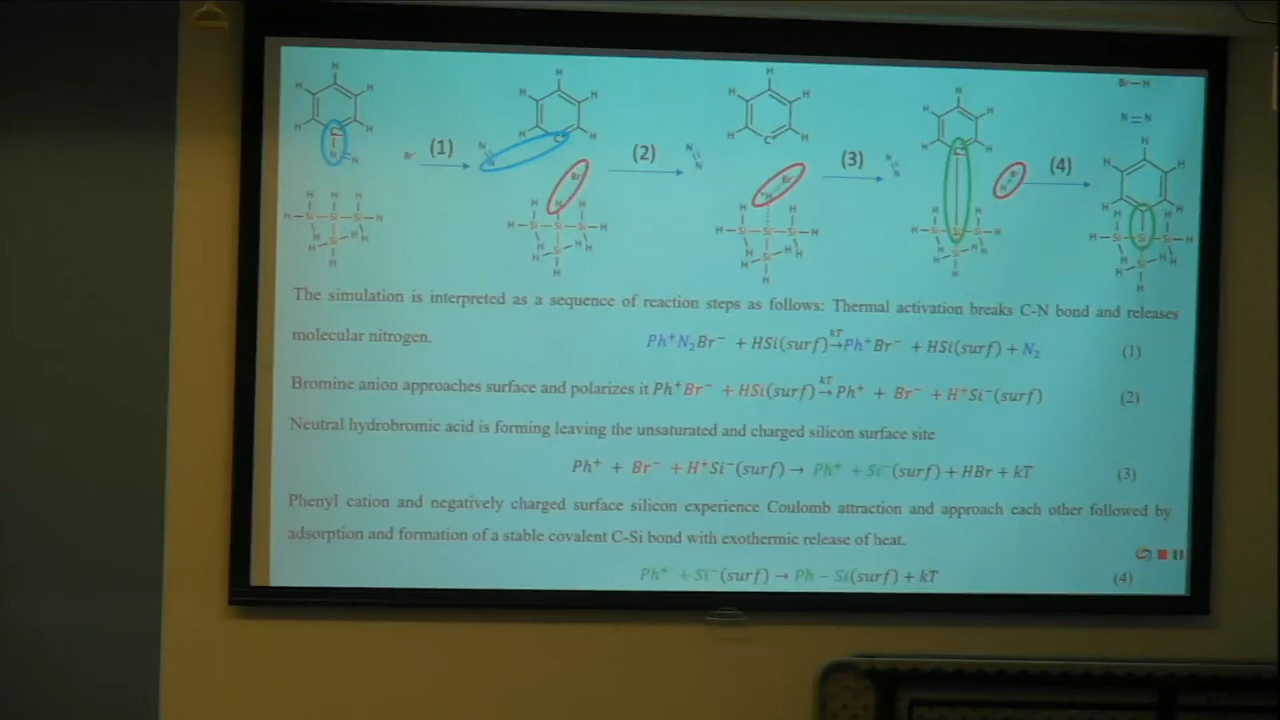 (1) (2) (3) (4)
Br—H
N=N
The simulation is interpreted as a sequence of reaction steps as follows: Thermal activation breaks C-N bond and releases
molecular nitrogen. Ph⁺N₂Br⁻ + HSi(surf) →kT Ph⁺Br⁻ + HSi(surf) + N₂ (1)
Bromine anion approaches surface and polarizes it Ph⁺Br⁻ + HSi(surf) →kT Ph⁺ + Br⁻ + H⁺Si⁻(surf) (2)
Neutral hydrobromic acid is forming leaving the unsaturated and charged silicon surface site
Ph⁺ + Br⁻ + H⁺Si⁻(surf) → Ph⁺ + Si⁻(surf) + HBr + kT (3)
Phenyl cation and negatively charged surface silicon experience Coulomb attraction and approach each other followed by
adsorption and formation of a stable covalent C-Si bond with exothermic release of heat.
Ph⁺ + Si⁻(surf) → Ph − Si(surf) + kT (4)